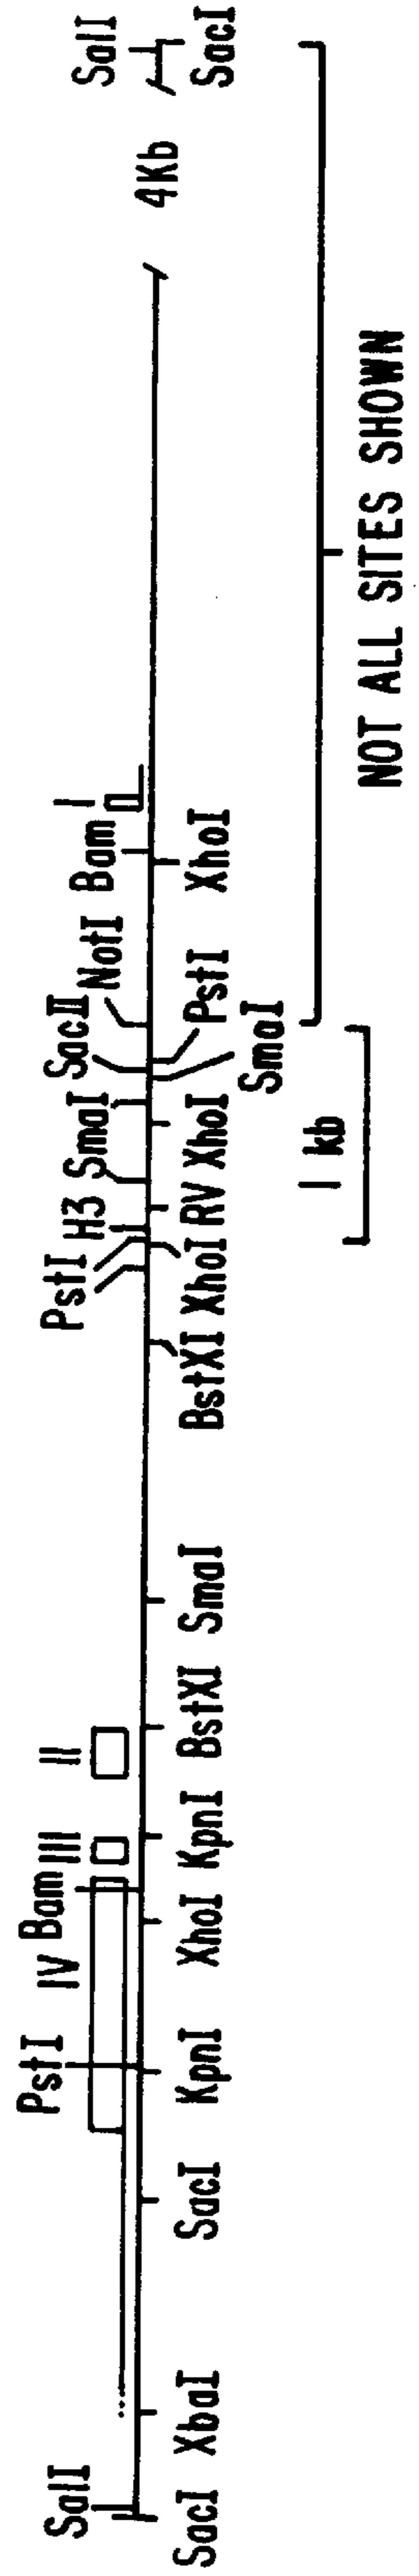 SalI
PstI
IV
Bam
III
II
PstI
H3
SmaI
SacII
NotI
Bam
I
4Kb
SalI
SacI
XbaI
SacI
KpnI
XhoI
KpnI
BstXI
SmaI
BstXI
XhoI
RV
XhoI
SmaI
PstI
XhoI
SacI
1 kb
NOT ALL SITES SHOWN